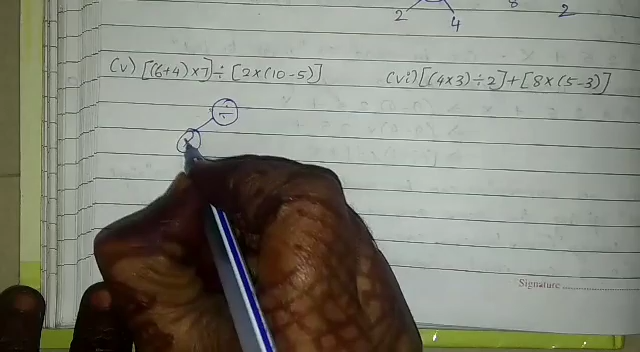 2 4 8 2
(v) [(6+4)×7]÷[2×(10-5)] (vi) [(4×3)÷2]+[8×(5-3)]
÷
×
Signature